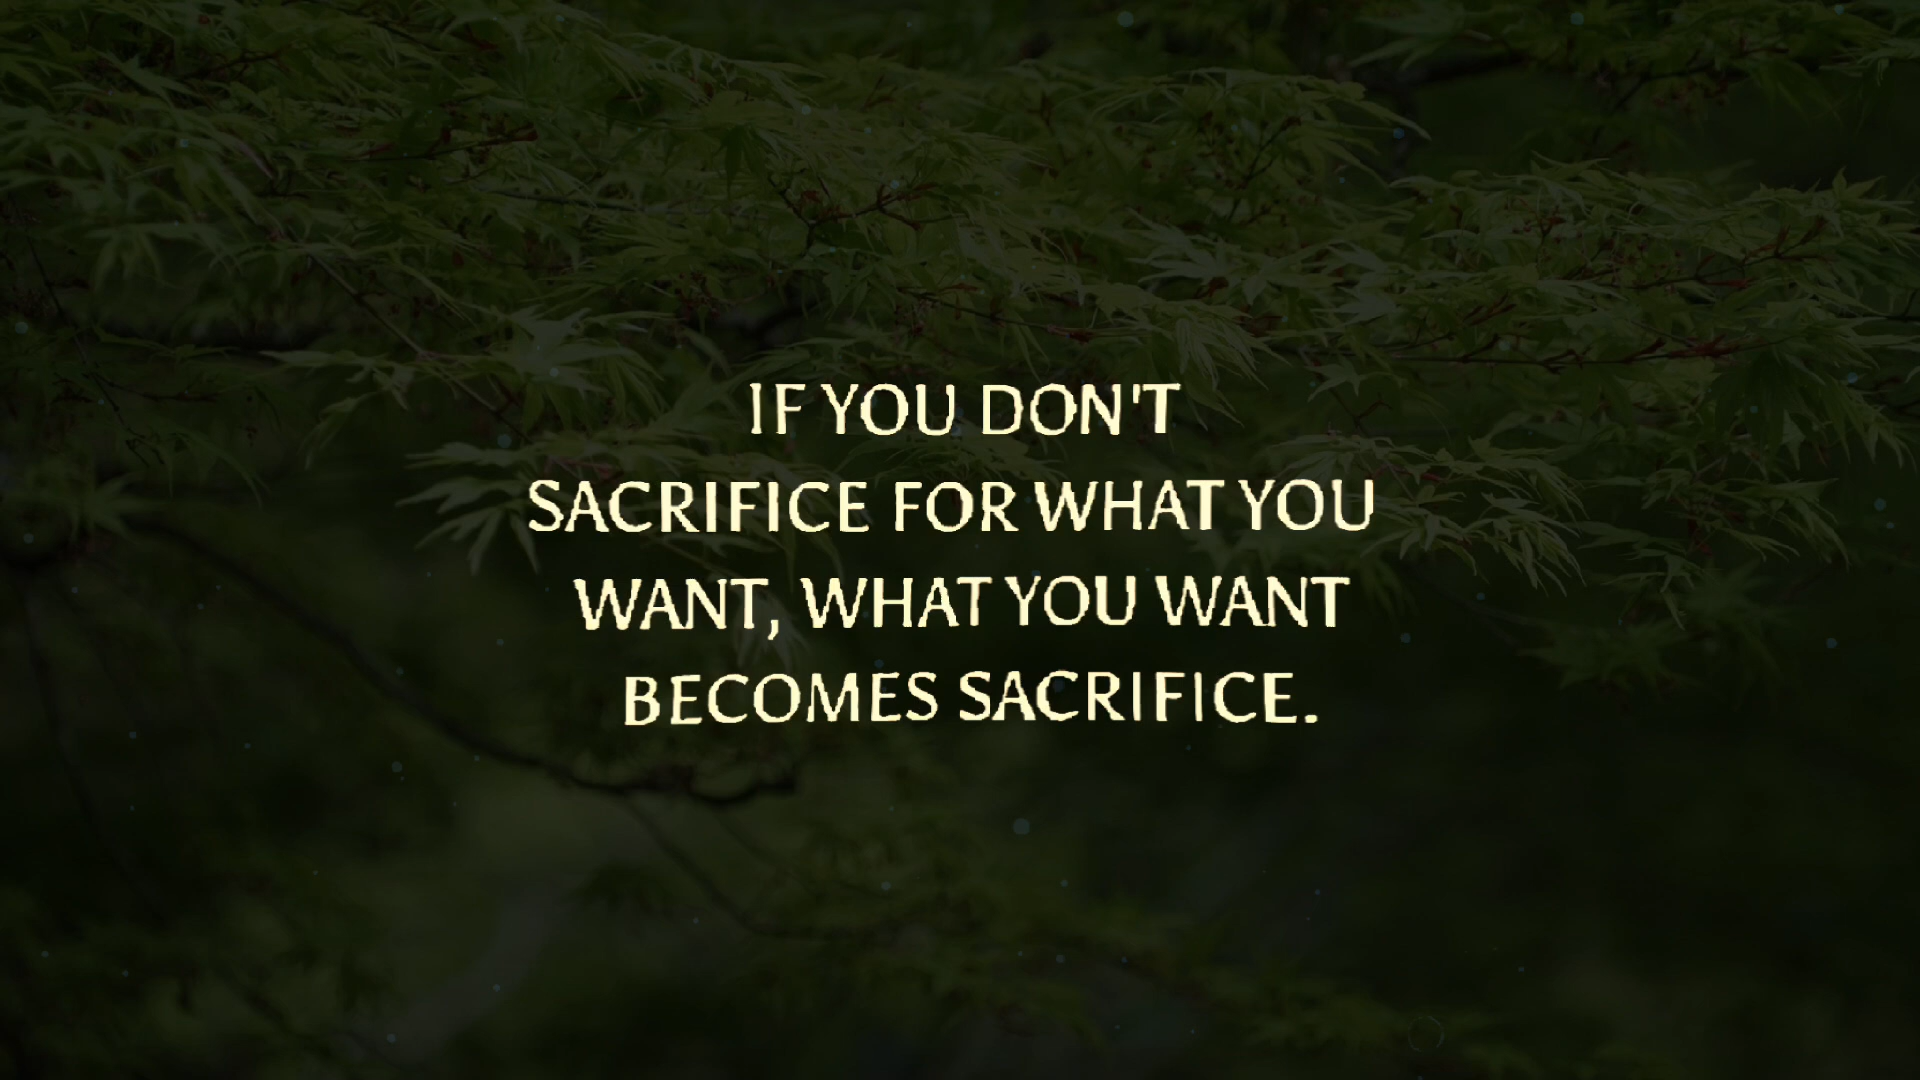 IF YOU DON'T
SACRIFICE FOR WHAT YOU
WANT, WHAT YOU WANT
BECOMES SACRIFICE.